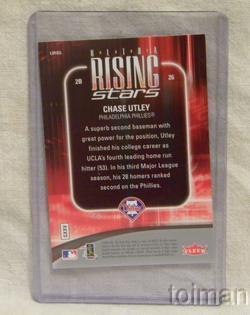 ULTRA
RISING
stars
2B
26
CHASE UTLEY
PHILADELPHIA PHILLIES®
A superb second baseman with
great power for the position, Utley
finished his college career as
UCLA's fourth leading home run
hitter (53). In his third Major League
season, his 28 homers ranked
second on the Phillies.
FLEER
tolman